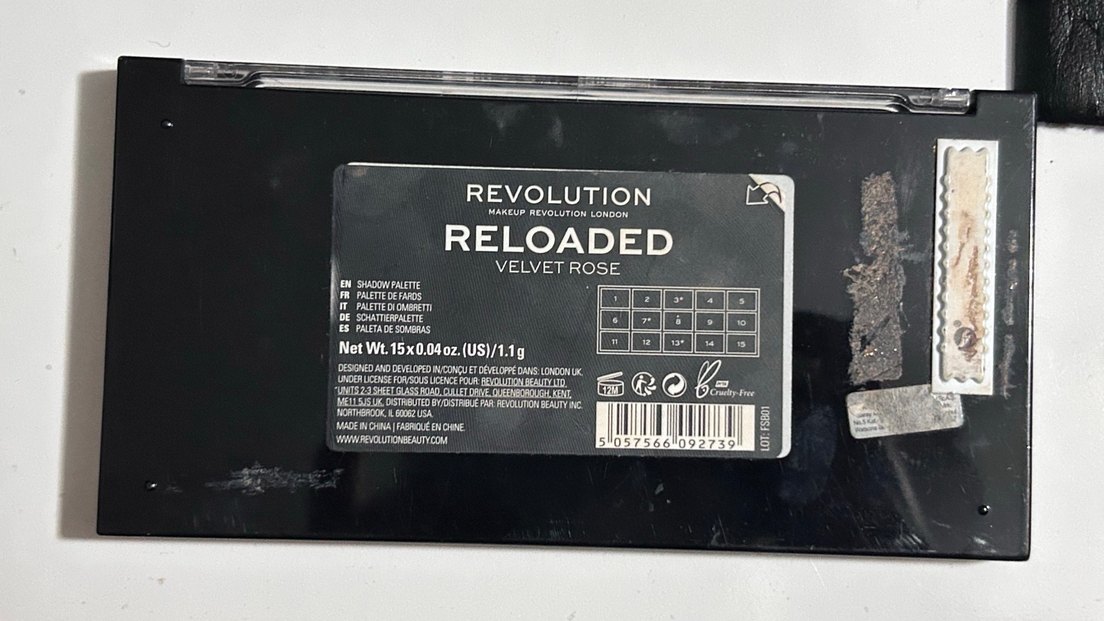 REVOLUTION
MAKEUP REVOLUTION LONDON
RELOADED
VELVET ROSE
EN SHADOW PALETTE
FR PALETTE DE FARDS
IT PALETTE DI OMBRETTI
DE SCHATTIERPALETTE
ES PALETA DE SOMBRAS
Net Wt. 15 x 0.04 oz. (US)/1.1 g
DESIGNED AND DEVELOPED IN/CONÇU ET DÉVELOPPÉ DANS: LONDON UK,
UNDER LICENSE FOR/SOUS LICENCE POUR: REVOLUTION BEAUTY LTD
UNITS 2-3 SHEET GLASS ROAD, CULLET DRIVE, QUEENBOROUGH, KENT,
ME11 5JS UK. DISTRIBUTED BY/DISTRIBUÉ PAR: REVOLUTION BEAUTY INC.
NORTHBROOK, IL 60062 USA.
MADE IN CHINA | FABRIQUÉ EN CHINE.
WWW.REVOLUTIONBEAUTY.COM
1 2 3* 4 5
6 7* 8 9 10
11 12 13* 14 15
12M
Cruelty-Free
5 057566 092739
LOT: FSB01